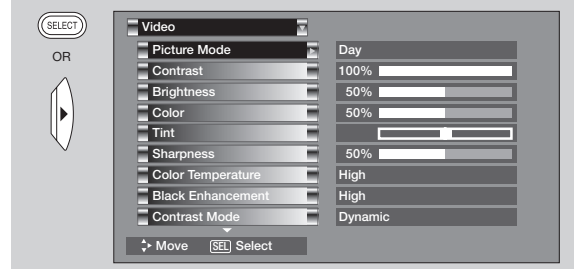 SELECT
OR
Video
Picture Mode Day
Contrast 100%
Brightness 50%
Color 50%
Tint
Sharpness 50%
Color Temperature High
Black Enhancement High
Contrast Mode Dynamic
Move SEL Select